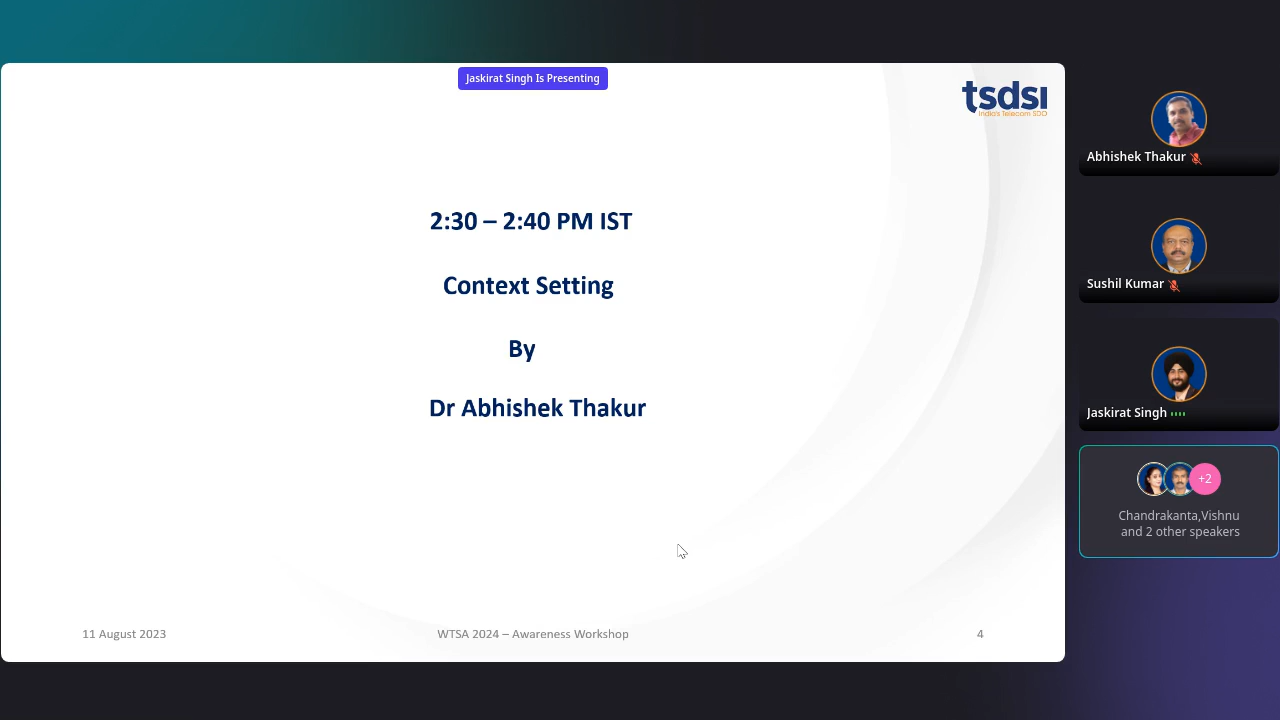 Jaskirat Singh Is Presenting
tsdsi
India's Telecom SDO
2:30 – 2:40 PM IST
Context Setting
By
Dr Abhishek Thakur
11 August 2023
WTSA 2024 – Awareness Workshop
4
Abhishek Thakur
Sushil Kumar
Jaskirat Singh
+2
Chandrakanta,Vishnu
and 2 other speakers